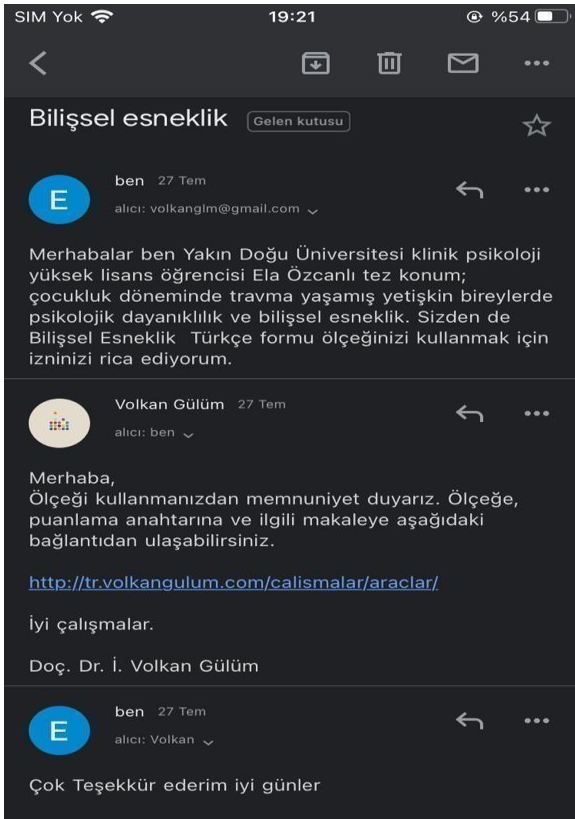 SIM Yok 19:21 %54
Bilişsel esneklik Gelen kutusu
E
ben 27 Tem
alıcı: volkanglm@gmail.com
Merhabalar ben Yakın Doğu Üniversitesi klinik psikoloji
yüksek lisans öğrencisi Ela Özcanlı tez konum;
çocukluk döneminde travma yaşamış yetişkin bireylerde
psikolojik dayanıklılık ve bilişsel esneklik. Sizden de
Bilişsel Esneklik Türkçe formu ölçeğinizi kullanmak için
izninizi rica ediyorum.
Volkan Gülüm 27 Tem
alıcı: ben
Merhaba,
Ölçeği kullanmanızdan memnuniyet duyarız. Ölçeğe,
puanlama anahtarına ve ilgili makaleye aşağıdaki
bağlantıdan ulaşabilirsiniz.
http://tr.volkangulum.com/calismalar/araclar/
İyi çalışmalar.
Doç. Dr. İ. Volkan Gülüm
E
ben 27 Tem
alıcı: Volkan
Çok Teşekkür ederim iyi günler